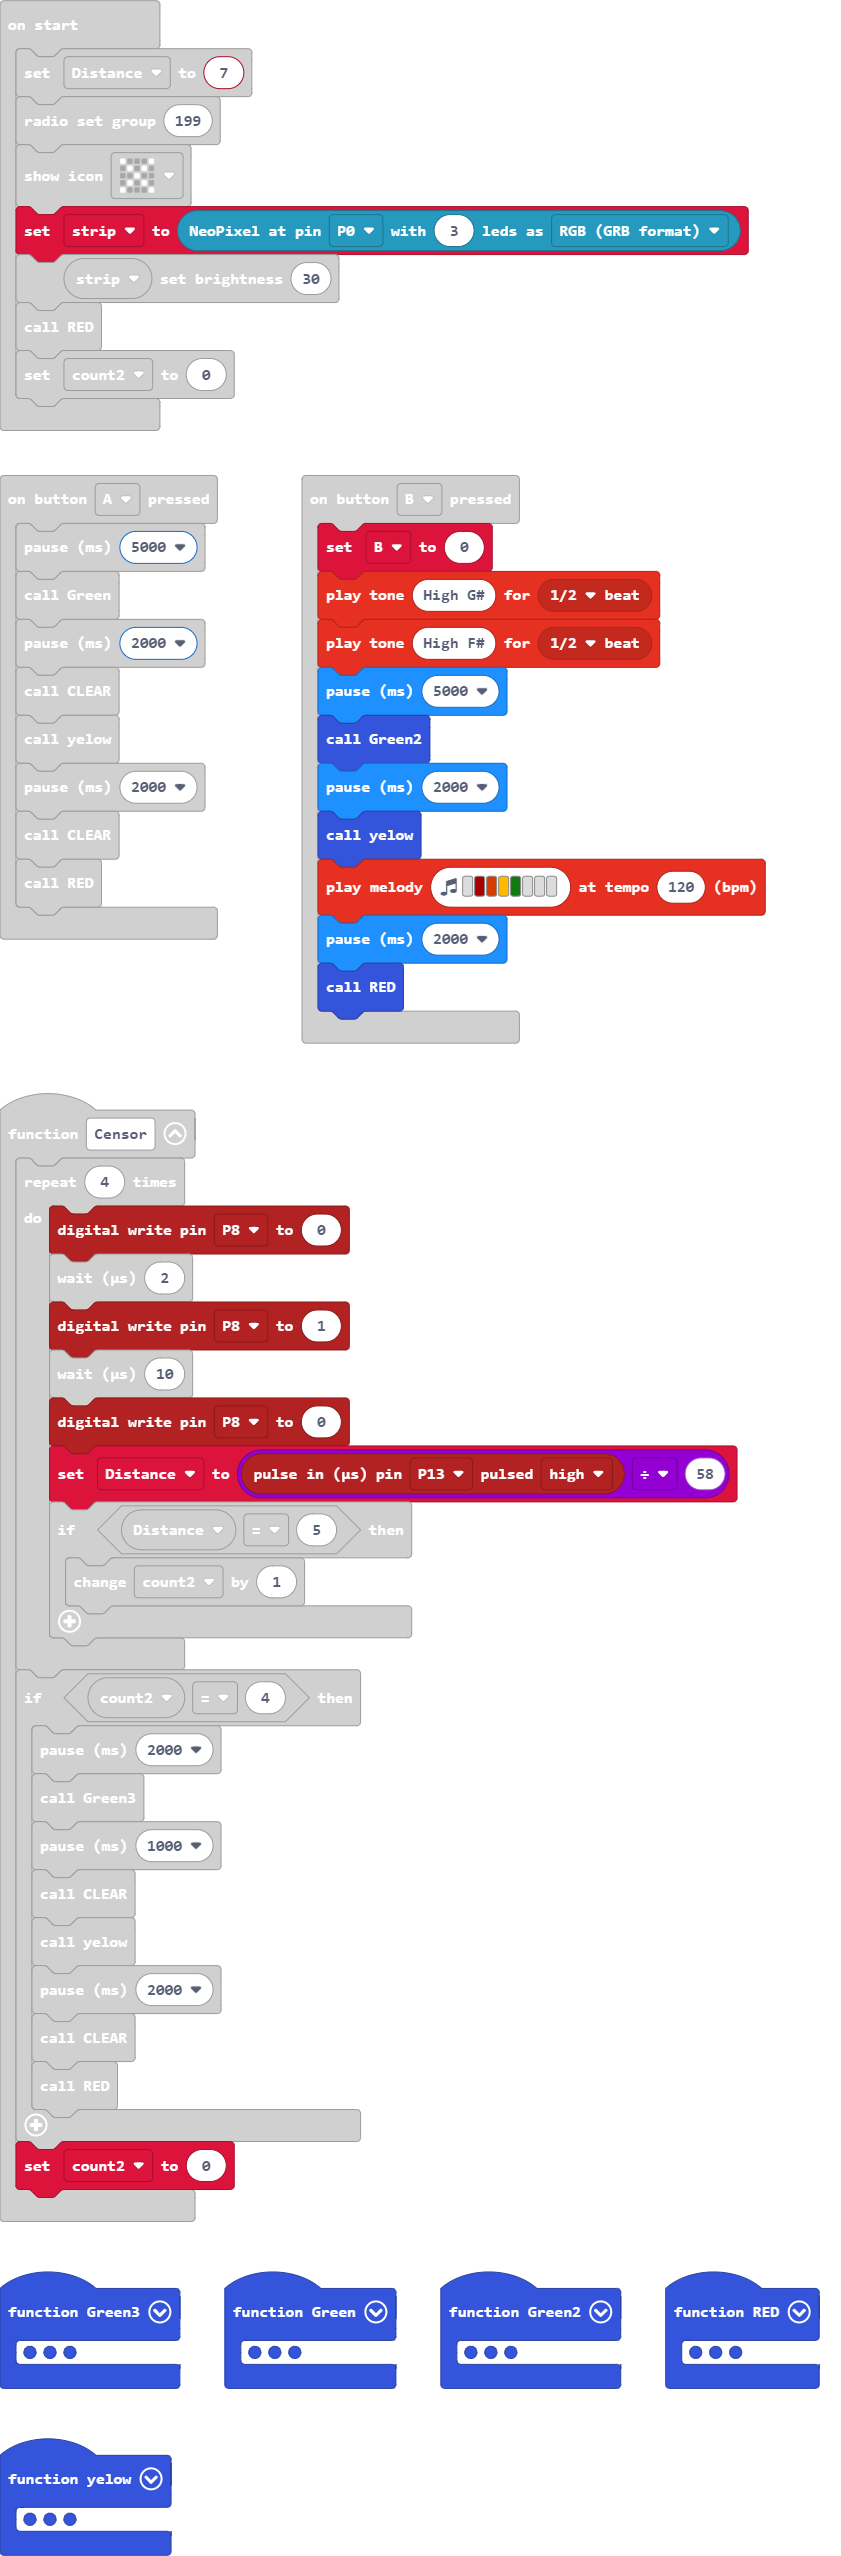 on start
set Distance to 7
radio set group 199
show icon
set strip to NeoPixel at pin P0 with 3 leds as RGB (GRB format)
strip set brightness 30
call RED
set count2 to 0
on button A pressed
pause (ms) 5000
call Green
pause (ms) 2000
call CLEAR
call yelow
pause (ms) 2000
call CLEAR
call RED
on button B pressed
set B to 0
play tone High G# for 1/2 beat
play tone High F# for 1/2 beat
pause (ms) 5000
call Green2
pause (ms) 2000
call yelow
play melody at tempo 120 (bpm)
pause (ms) 2000
call RED
function Censor
repeat 4 times
do
digital write pin P8 to 0
wait (µs) 2
digital write pin P8 to 1
wait (µs) 10
digital write pin P8 to 0
set Distance to pulse in (µs) pin P13 pulsed high ÷ 58
if Distance = 5 then
change count2 by 1
if count2 = 4 then
pause (ms) 2000
call Green3
pause (ms) 1000
call CLEAR
call yelow
pause (ms) 2000
call CLEAR
call RED
set count2 to 0
function Green3
function Green
function Green2
function RED
function yelow